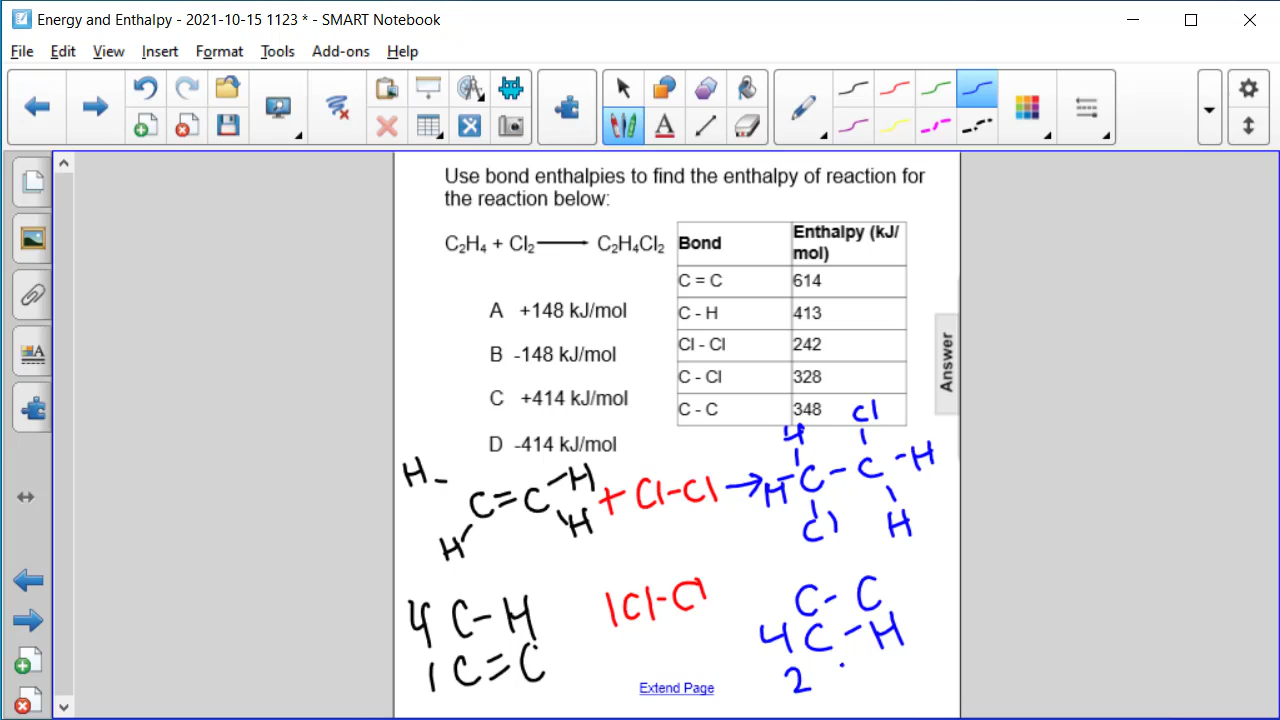 Energy and Enthalpy - 2021-10-15 1123 * - SMART Notebook
File Edit View Insert Format Tools Add-ons Help
Use bond enthalpies to find the enthalpy of reaction for
the reaction below:
C₂H₄ + Cl₂ ⟶ C₂H₄Cl₂
Bond Enthalpy (kJ/
mol)
C = C 614
C - H 413
Cl - Cl 242
C - Cl 328
C - C 348
A +148 kJ/mol
B -148 kJ/mol
C +414 kJ/mol
D -414 kJ/mol
Answer
H Cl
H - C = C - H + Cl-Cl → H - C - C - H
H H Cl H
4 C-H 1Cl-Cl C-C
1 C=C 4 C-H
2
Extend Page